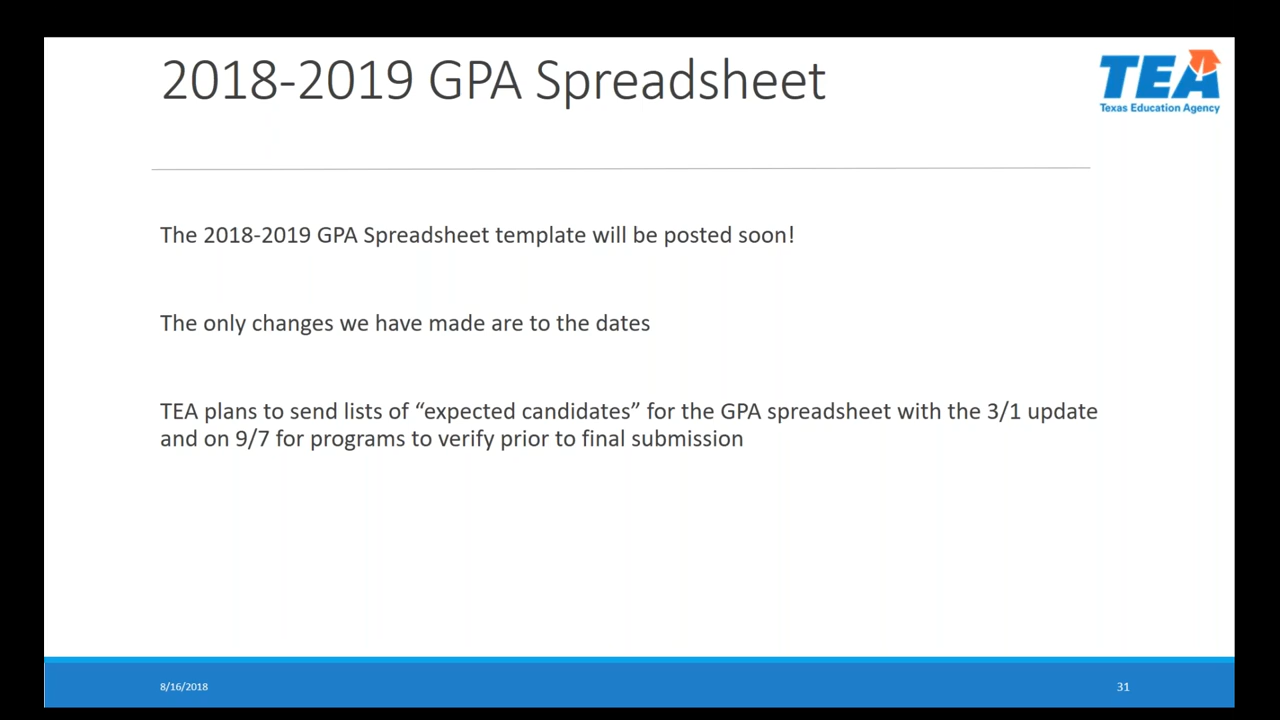 2018-2019 GPA Spreadsheet
TEA
Texas Education Agency
The 2018-2019 GPA Spreadsheet template will be posted soon!
The only changes we have made are to the dates
TEA plans to send lists of “expected candidates” for the GPA spreadsheet with the 3/1 update
and on 9/7 for programs to verify prior to final submission
8/16/2018
31